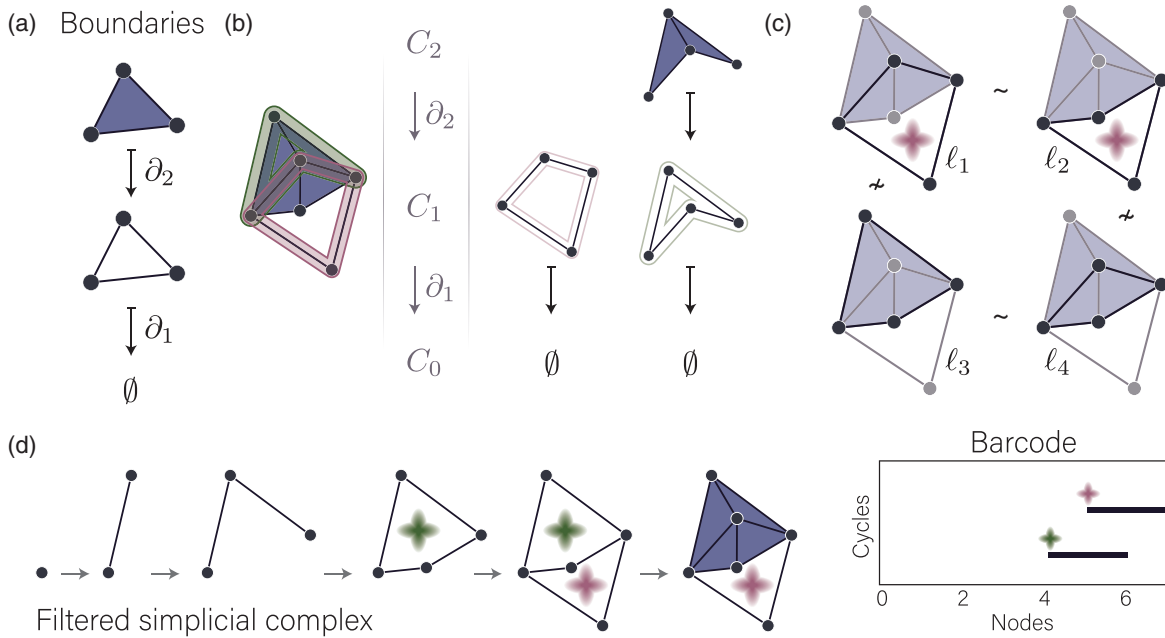 (a) Boundaries
∂₂
∂₁
∅
(b)
C₂
∂₂
C₁
∂₁
C₀
∅ ∅
(c)
~
ℓ₁ ℓ₂
≁ ≁
~
ℓ₃ ℓ₄
(d)
Filtered simplicial complex
Barcode
Cycles
0 2 4 6
Nodes